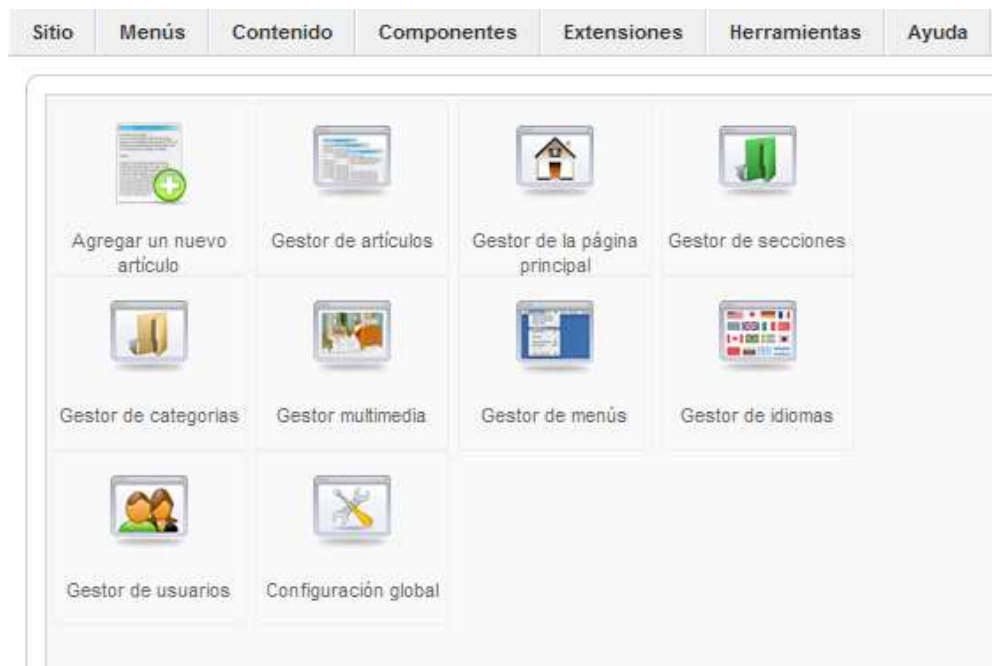 Sitio Menús Contenido Componentes Extensiones Herramientas Ayuda
Agregar un nuevo
artículo
Gestor de artículos
Gestor de la página
principal
Gestor de secciones
Gestor de categorias
Gestor multimedia
Gestor de menús
Gestor de idiomas
Gestor de usuarios
Configuración global